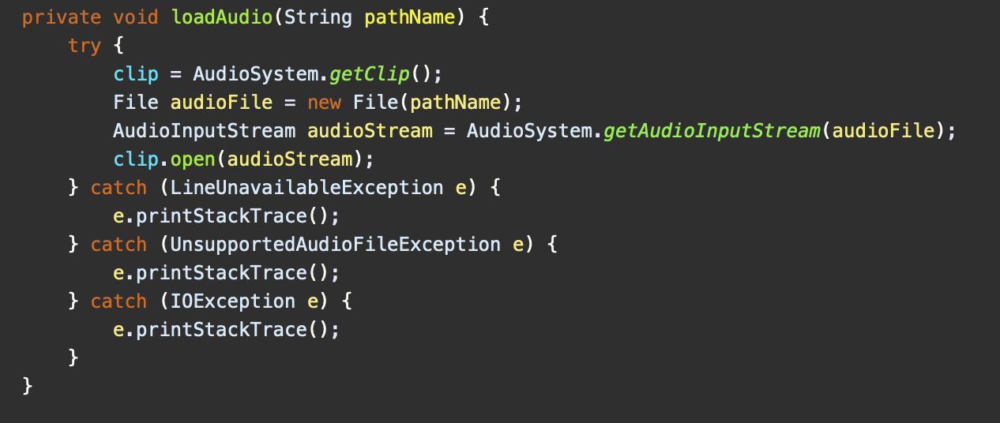 private void loadAudio(String pathName) {
    try {
        clip = AudioSystem.getClip();
        File audioFile = new File(pathName);
        AudioInputStream audioStream = AudioSystem.getAudioInputStream(audioFile);
        clip.open(audioStream);
    } catch (LineUnavailableException e) {
        e.printStackTrace();
    } catch (UnsupportedAudioFileException e) {
        e.printStackTrace();
    } catch (IOException e) {
        e.printStackTrace();
    }
}